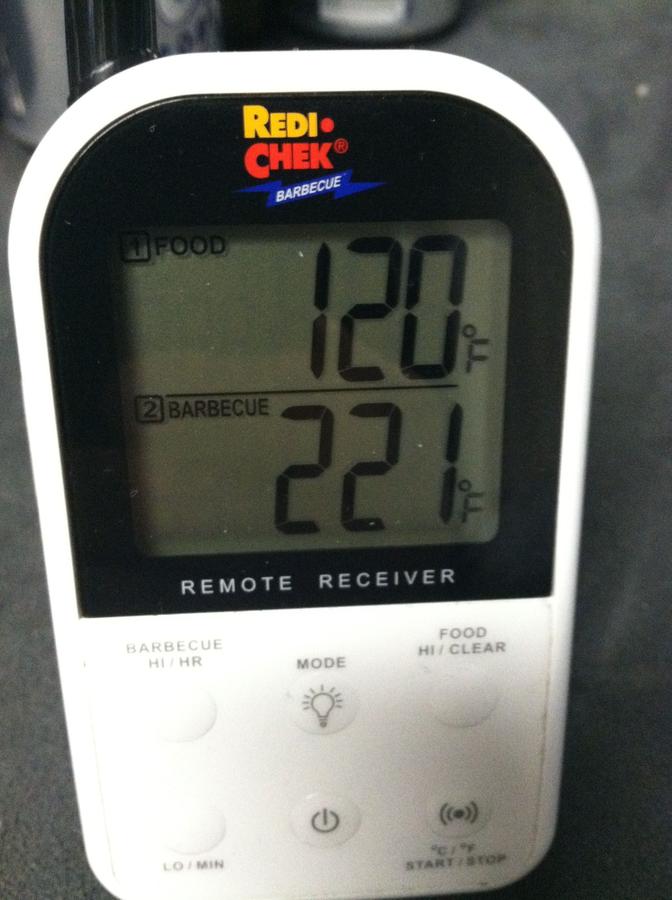 REDI•
CHEK®
BARBECUE
1 FOOD
120°F
2 BARBECUE
221°F
REMOTE RECEIVER
BARBECUE
HI/HR
MODE
FOOD
HI/CLEAR
LO/MIN
°C/°F
START/STOP